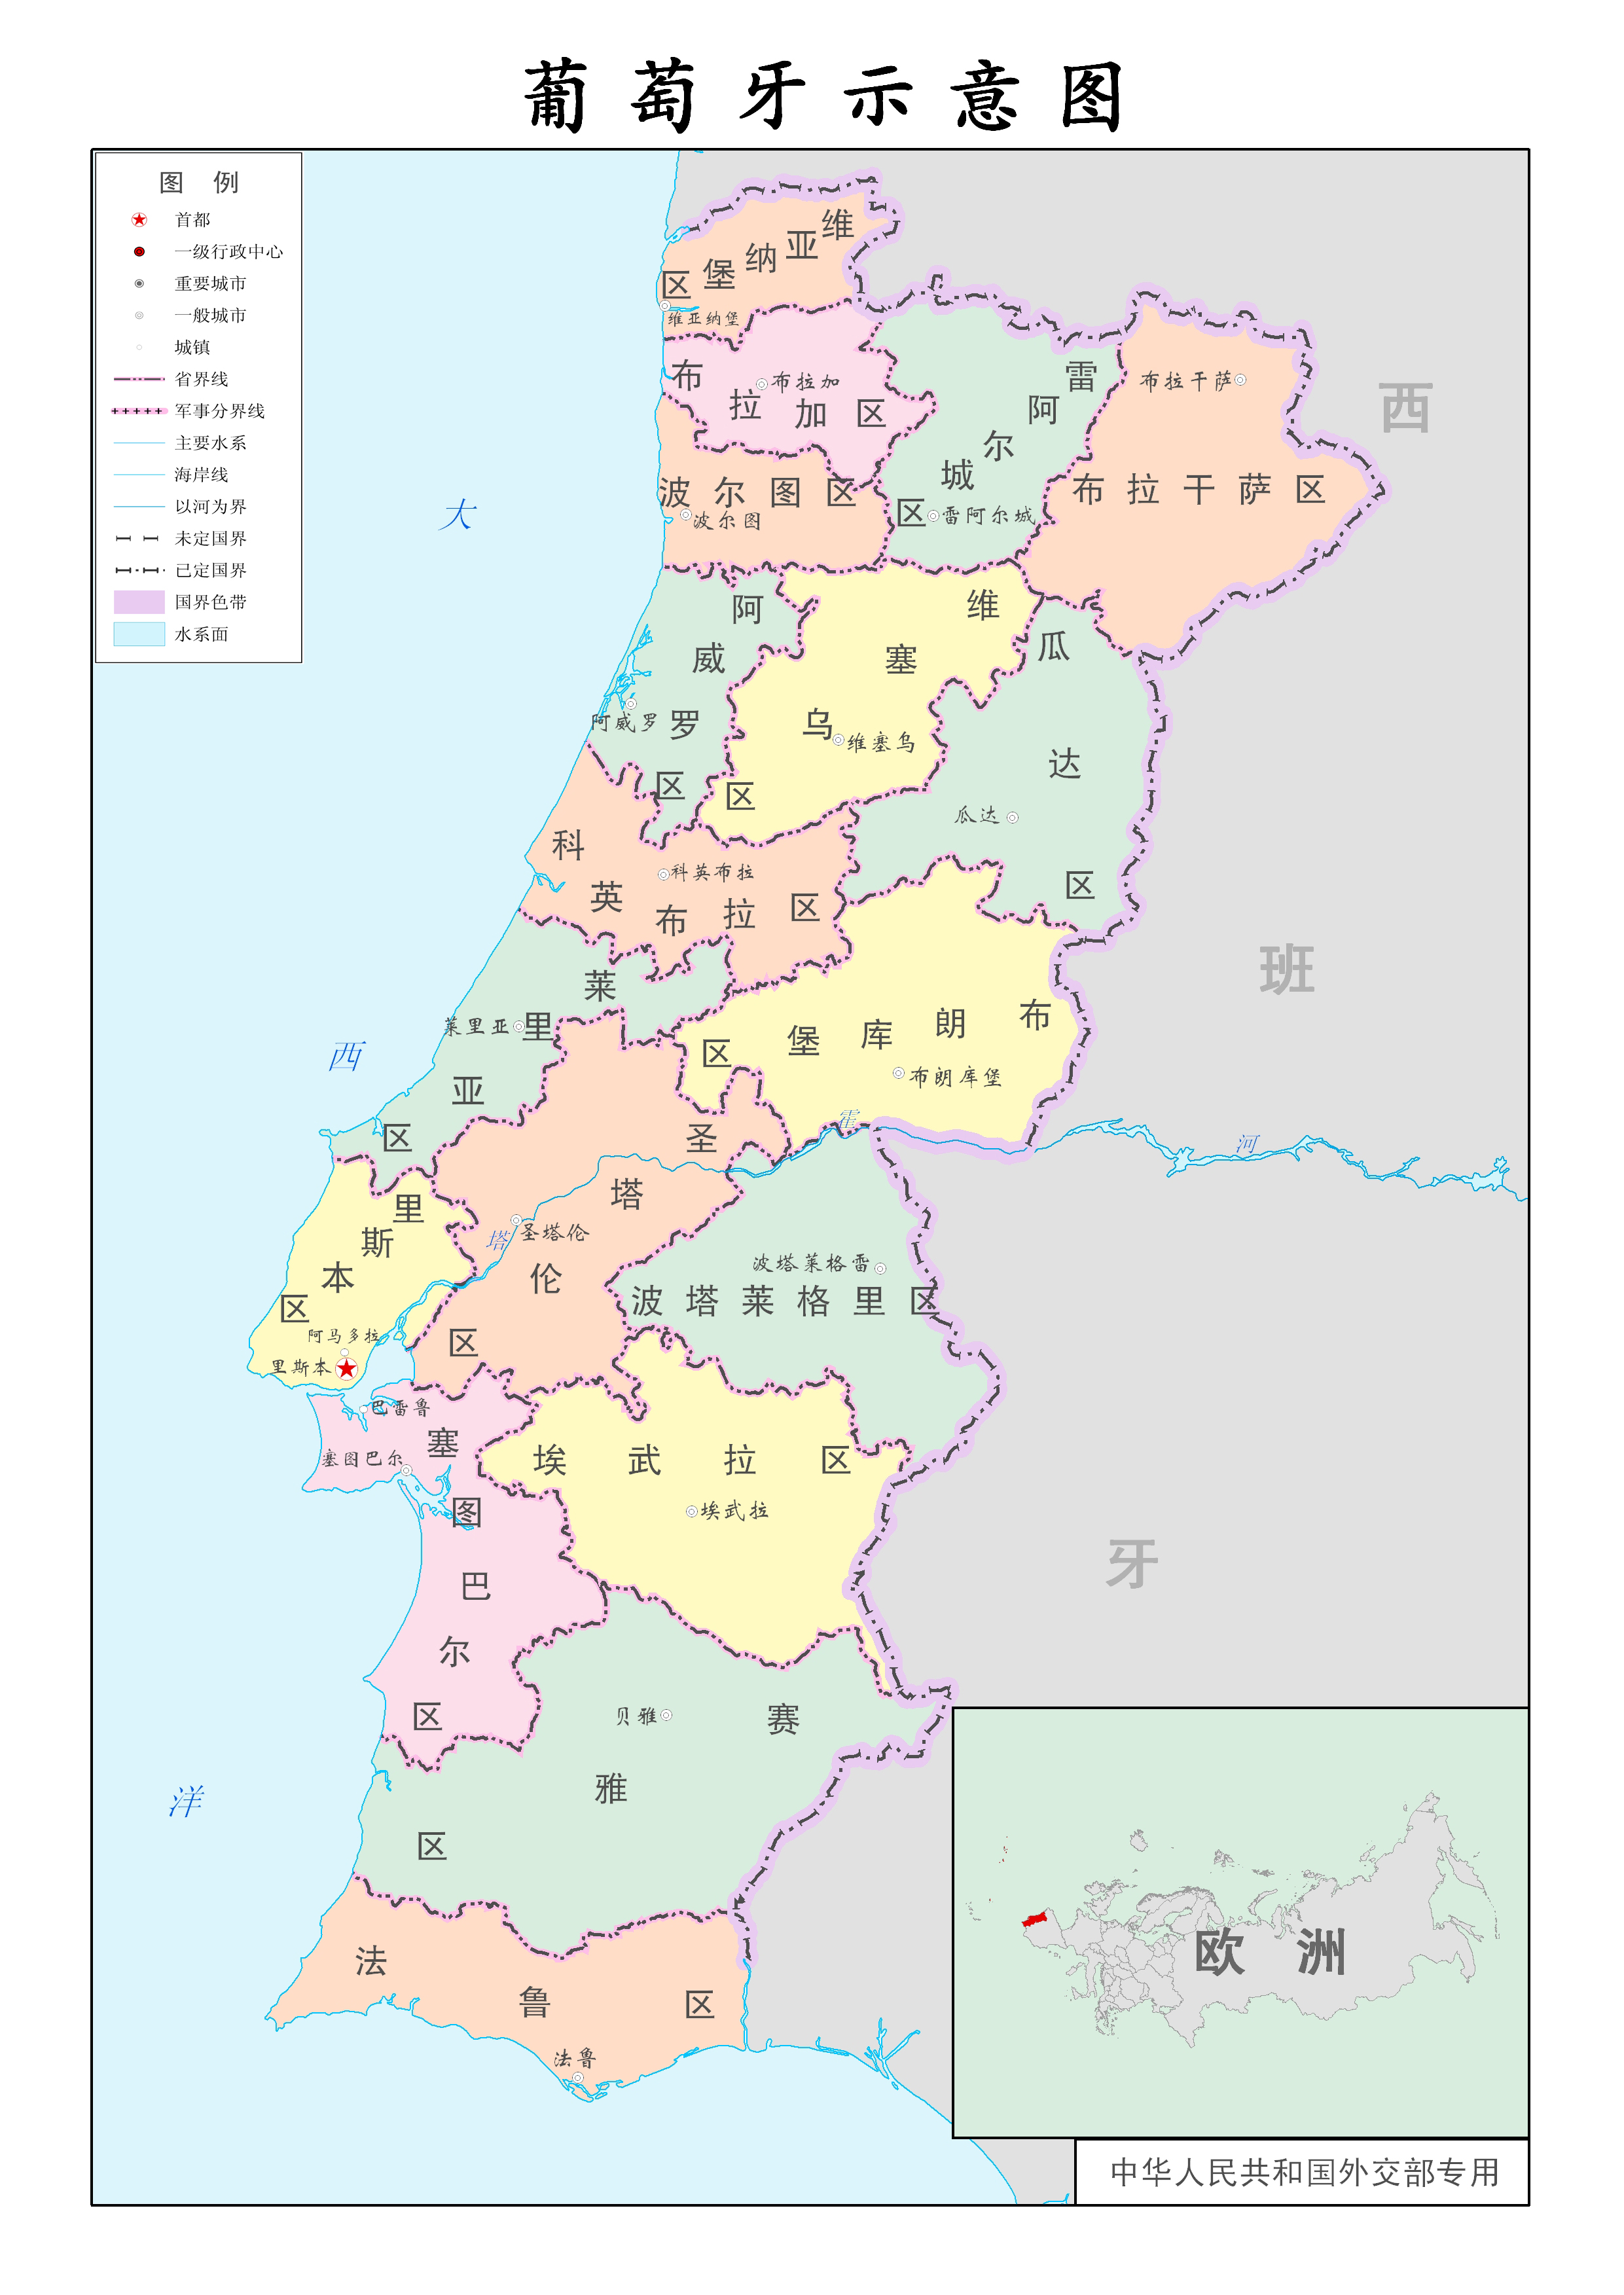 葡萄牙示意图
图例
首都
一级行政中心
重要城市
一般城市
城镇
省界线
军事分界线
主要水系
海岸线
以河为界
未定国界
已定国界
国界色带
水系面
维亚纳堡区
维亚纳堡
布拉加区
布拉加
雷阿尔城区
雷阿尔城
布拉干萨
布拉干萨区
波尔图区
波尔图
阿威罗区
阿威罗
维塞乌区
维塞乌
瓜达区
瓜达
科英布拉区
科英布拉
莱里亚区
莱里亚
布朗库堡区
布朗库堡
圣塔伦区
圣塔伦
里斯本区
阿马多拉
里斯本
波塔莱格雷
波塔莱格里区
巴雷鲁
塞图巴尔
塞图巴尔区
埃武拉区
埃武拉
贝雅
赛雅区
法鲁区
法鲁
塔霍河
大西洋
西班牙
欧洲
中华人民共和国外交部专用